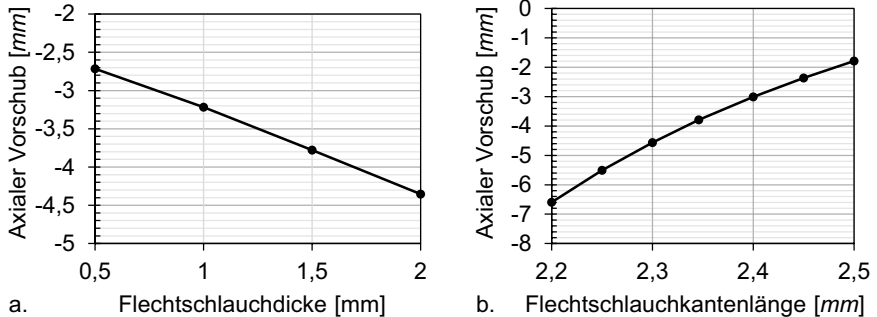 Axialer Vorschub [mm]
-2
-2,5
-3
-3,5
-4
-4,5
-5
0,5 1 1,5 2
a. Flechtschlauchdicke [mm]
Axialer Vorschub [mm]
0
-1
-2
-3
-4
-5
-6
-7
-8
2,2 2,3 2,4 2,5
b. Flechtschlauchkantenlänge [mm]